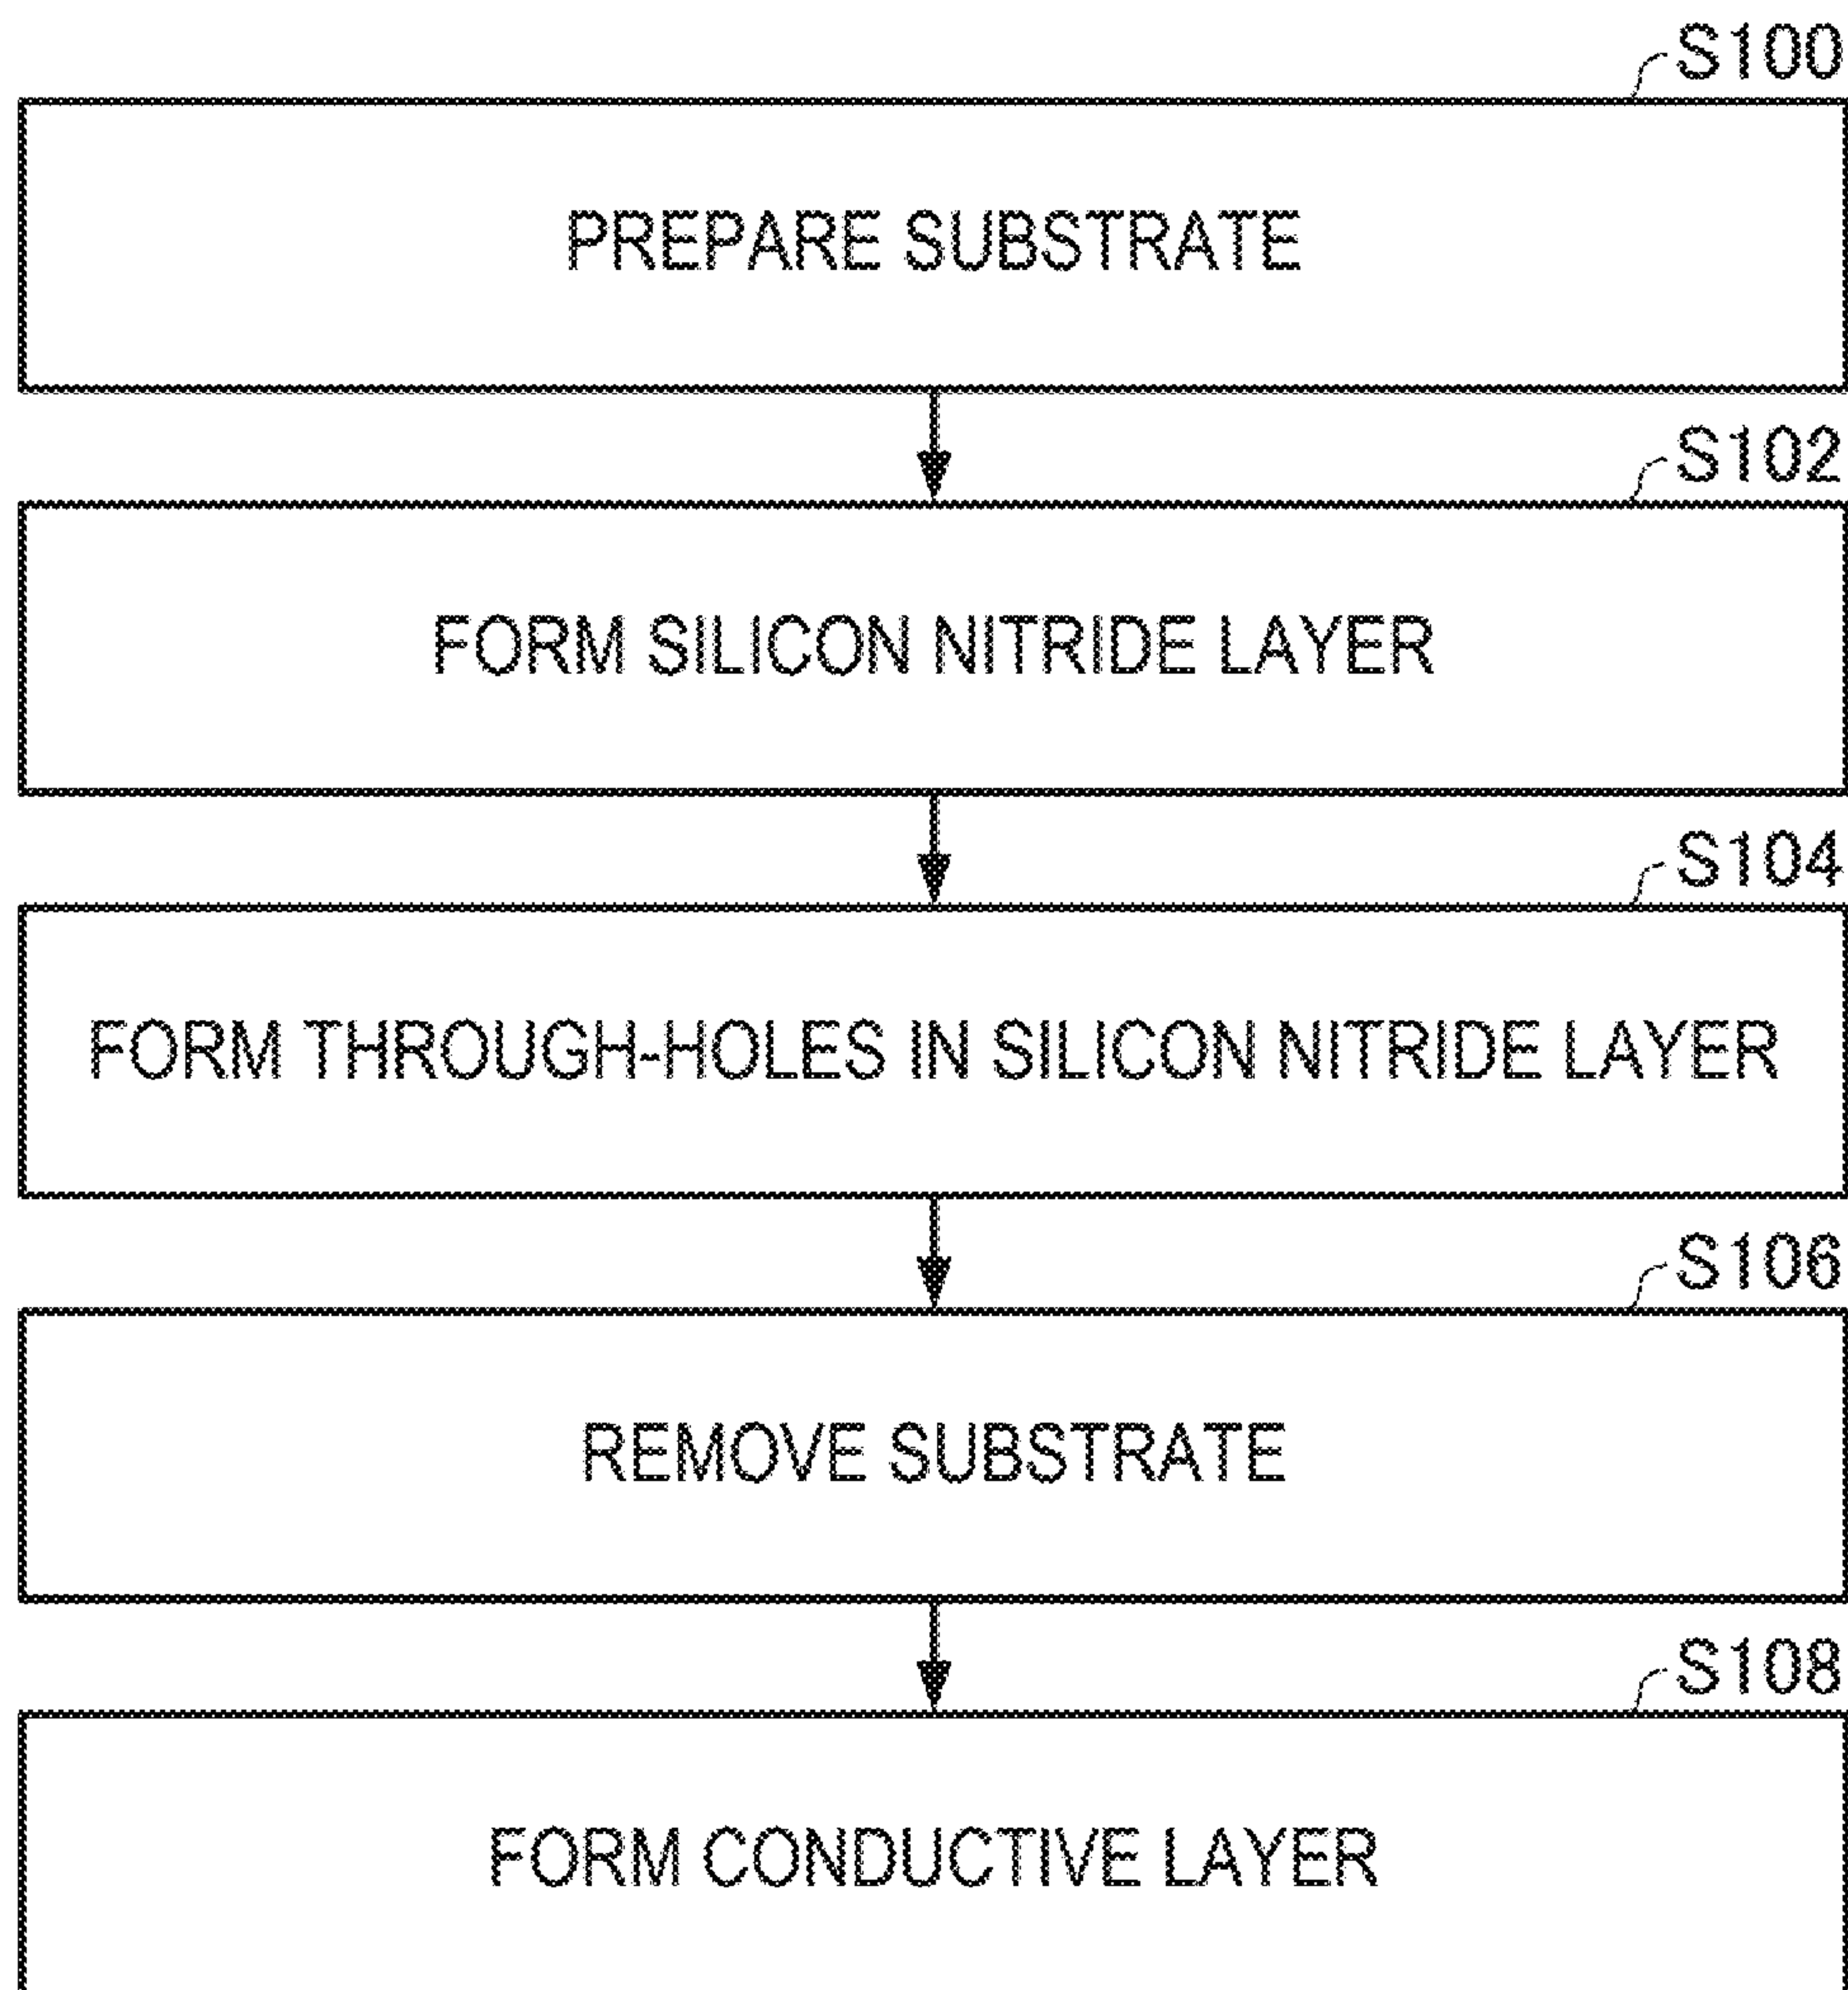 S100
PREPARE SUBSTRATE
S102
FORM SILICON NITRIDE LAYER
S104
FORM THROUGH-HOLES IN SILICON NITRIDE LAYER
S106
REMOVE SUBSTRATE
S108
FORM CONDUCTIVE LAYER